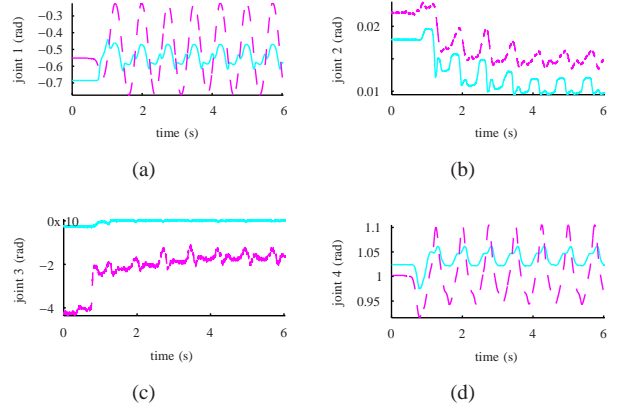 −0.3
−0.4
−0.5
−0.6
−0.7
joint 1 (rad)
0 2 4 6
time (s)
(a)
0.02
0.01
joint 2 (rad)
0 2 4 6
time (s)
(b)
0x 10
−2
−4
joint 3 (rad)
0 2 4 6
time (s)
(c)
1.1
1.05
1
0.95
joint 4 (rad)
0 2 4 6
time (s)
(d)